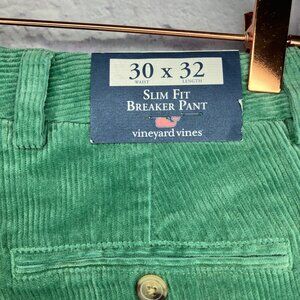 30 x 32
WAIST LENGTH
SLIM FIT
BREAKER PANT
vineyard vines